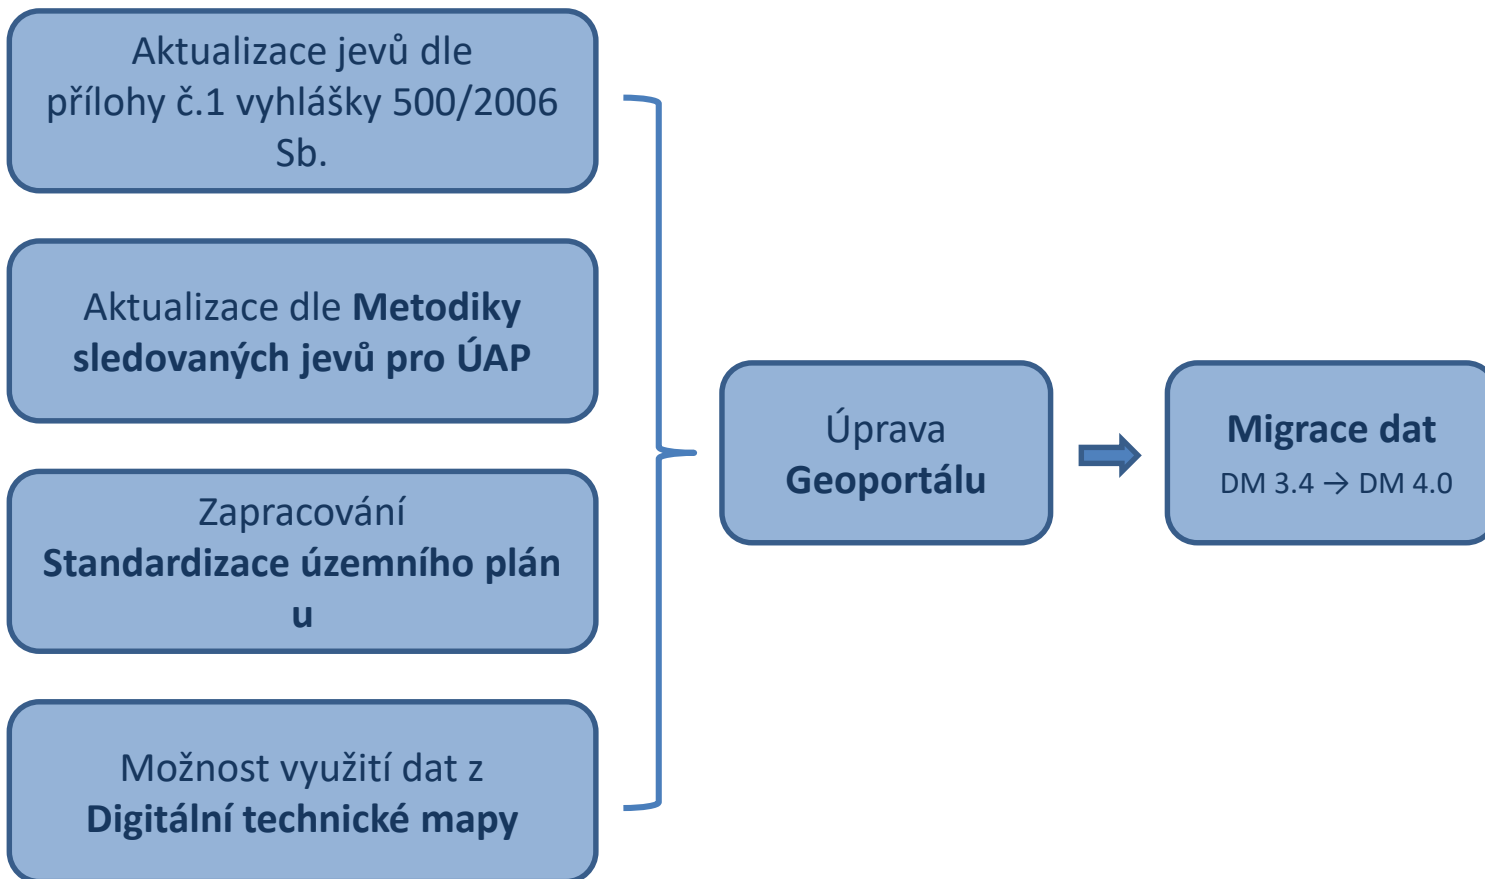 Aktualizace jevů dle
přílohy č.1 vyhlášky 500/2006
Sb.
Aktualizace dle Metodiky
sledovaných jevů pro ÚAP
Zapracování
Standardizace územního plán
u
Možnost využití dat z
Digitální technické mapy
Úprava
Geoportálu
Migrace dat
DM 3.4 → DM 4.0